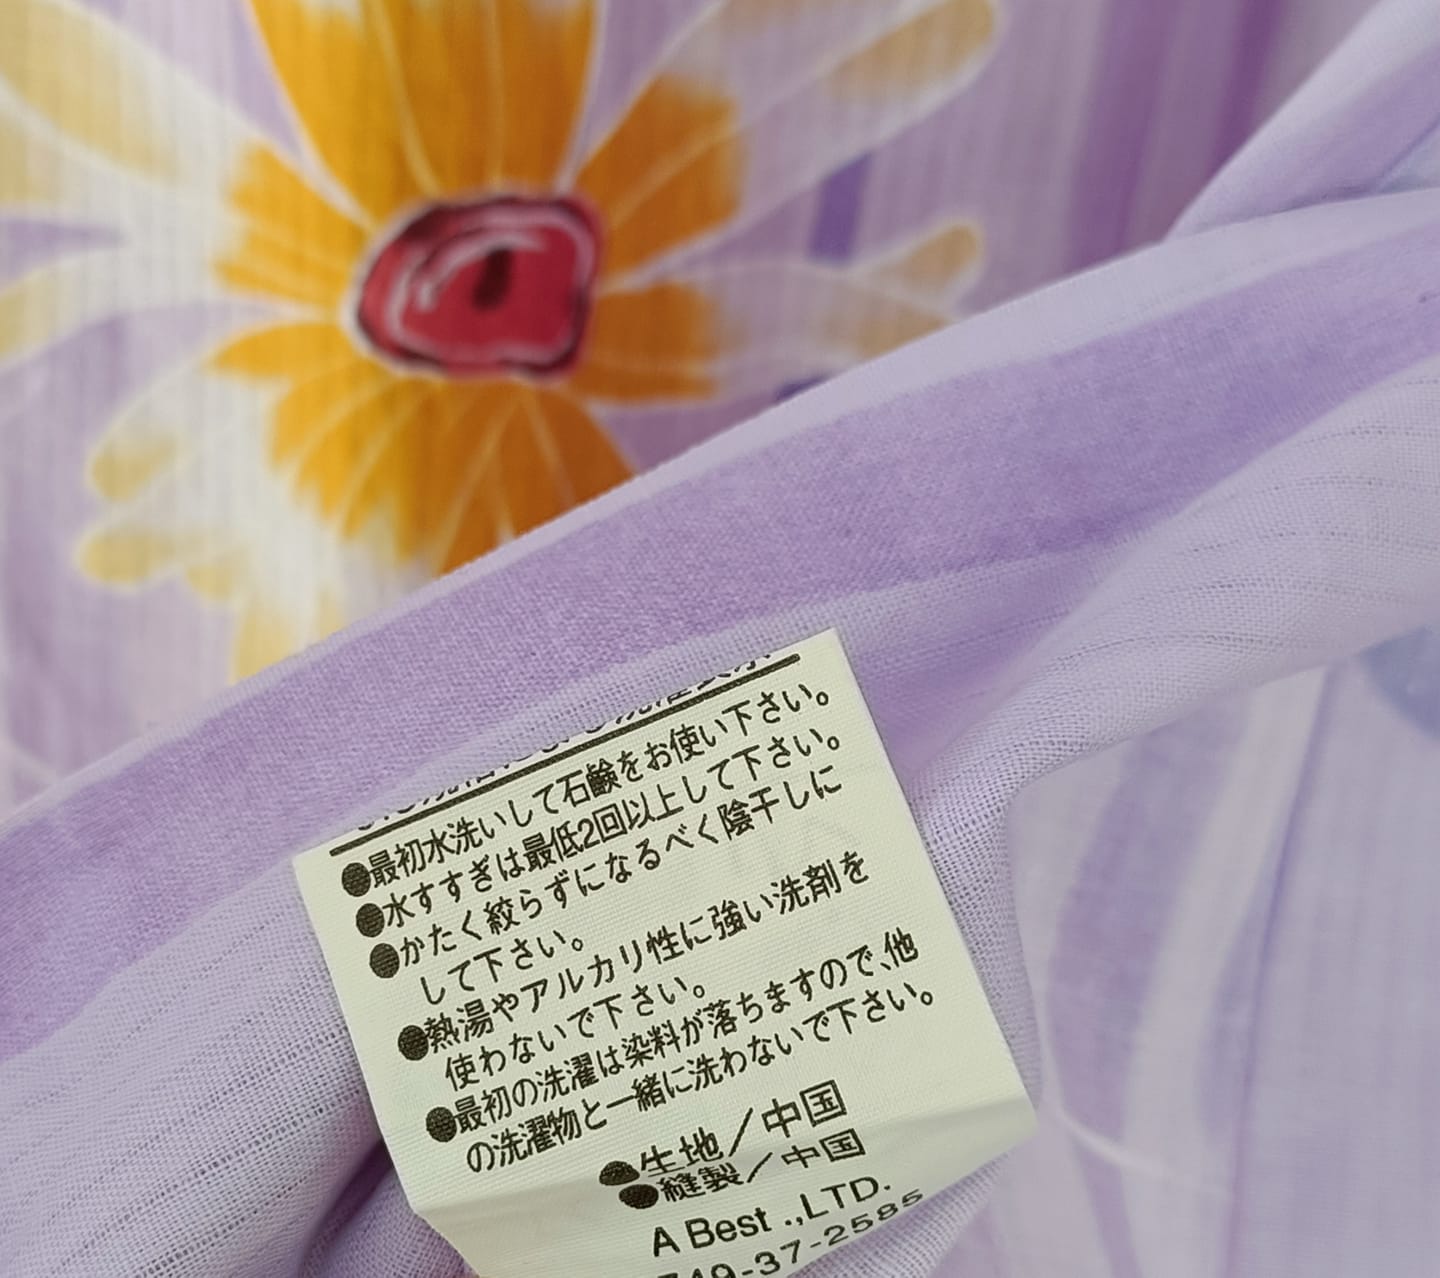 ●最初水洗いして石鹸をお使い下さい。
●水すすぎは最低2回以上して下さい。
●かたく絞らずになるべく陰干しに
して下さい。
●熱湯やアルカリ性に強い洗剤を
使わないで下さい。
●最初の洗濯は染料が落ちますので、他
の洗濯物と一緒に洗わないで下さい。
●生地／中国
●縫製／中国
A Best .,LTD.
749-37-2585